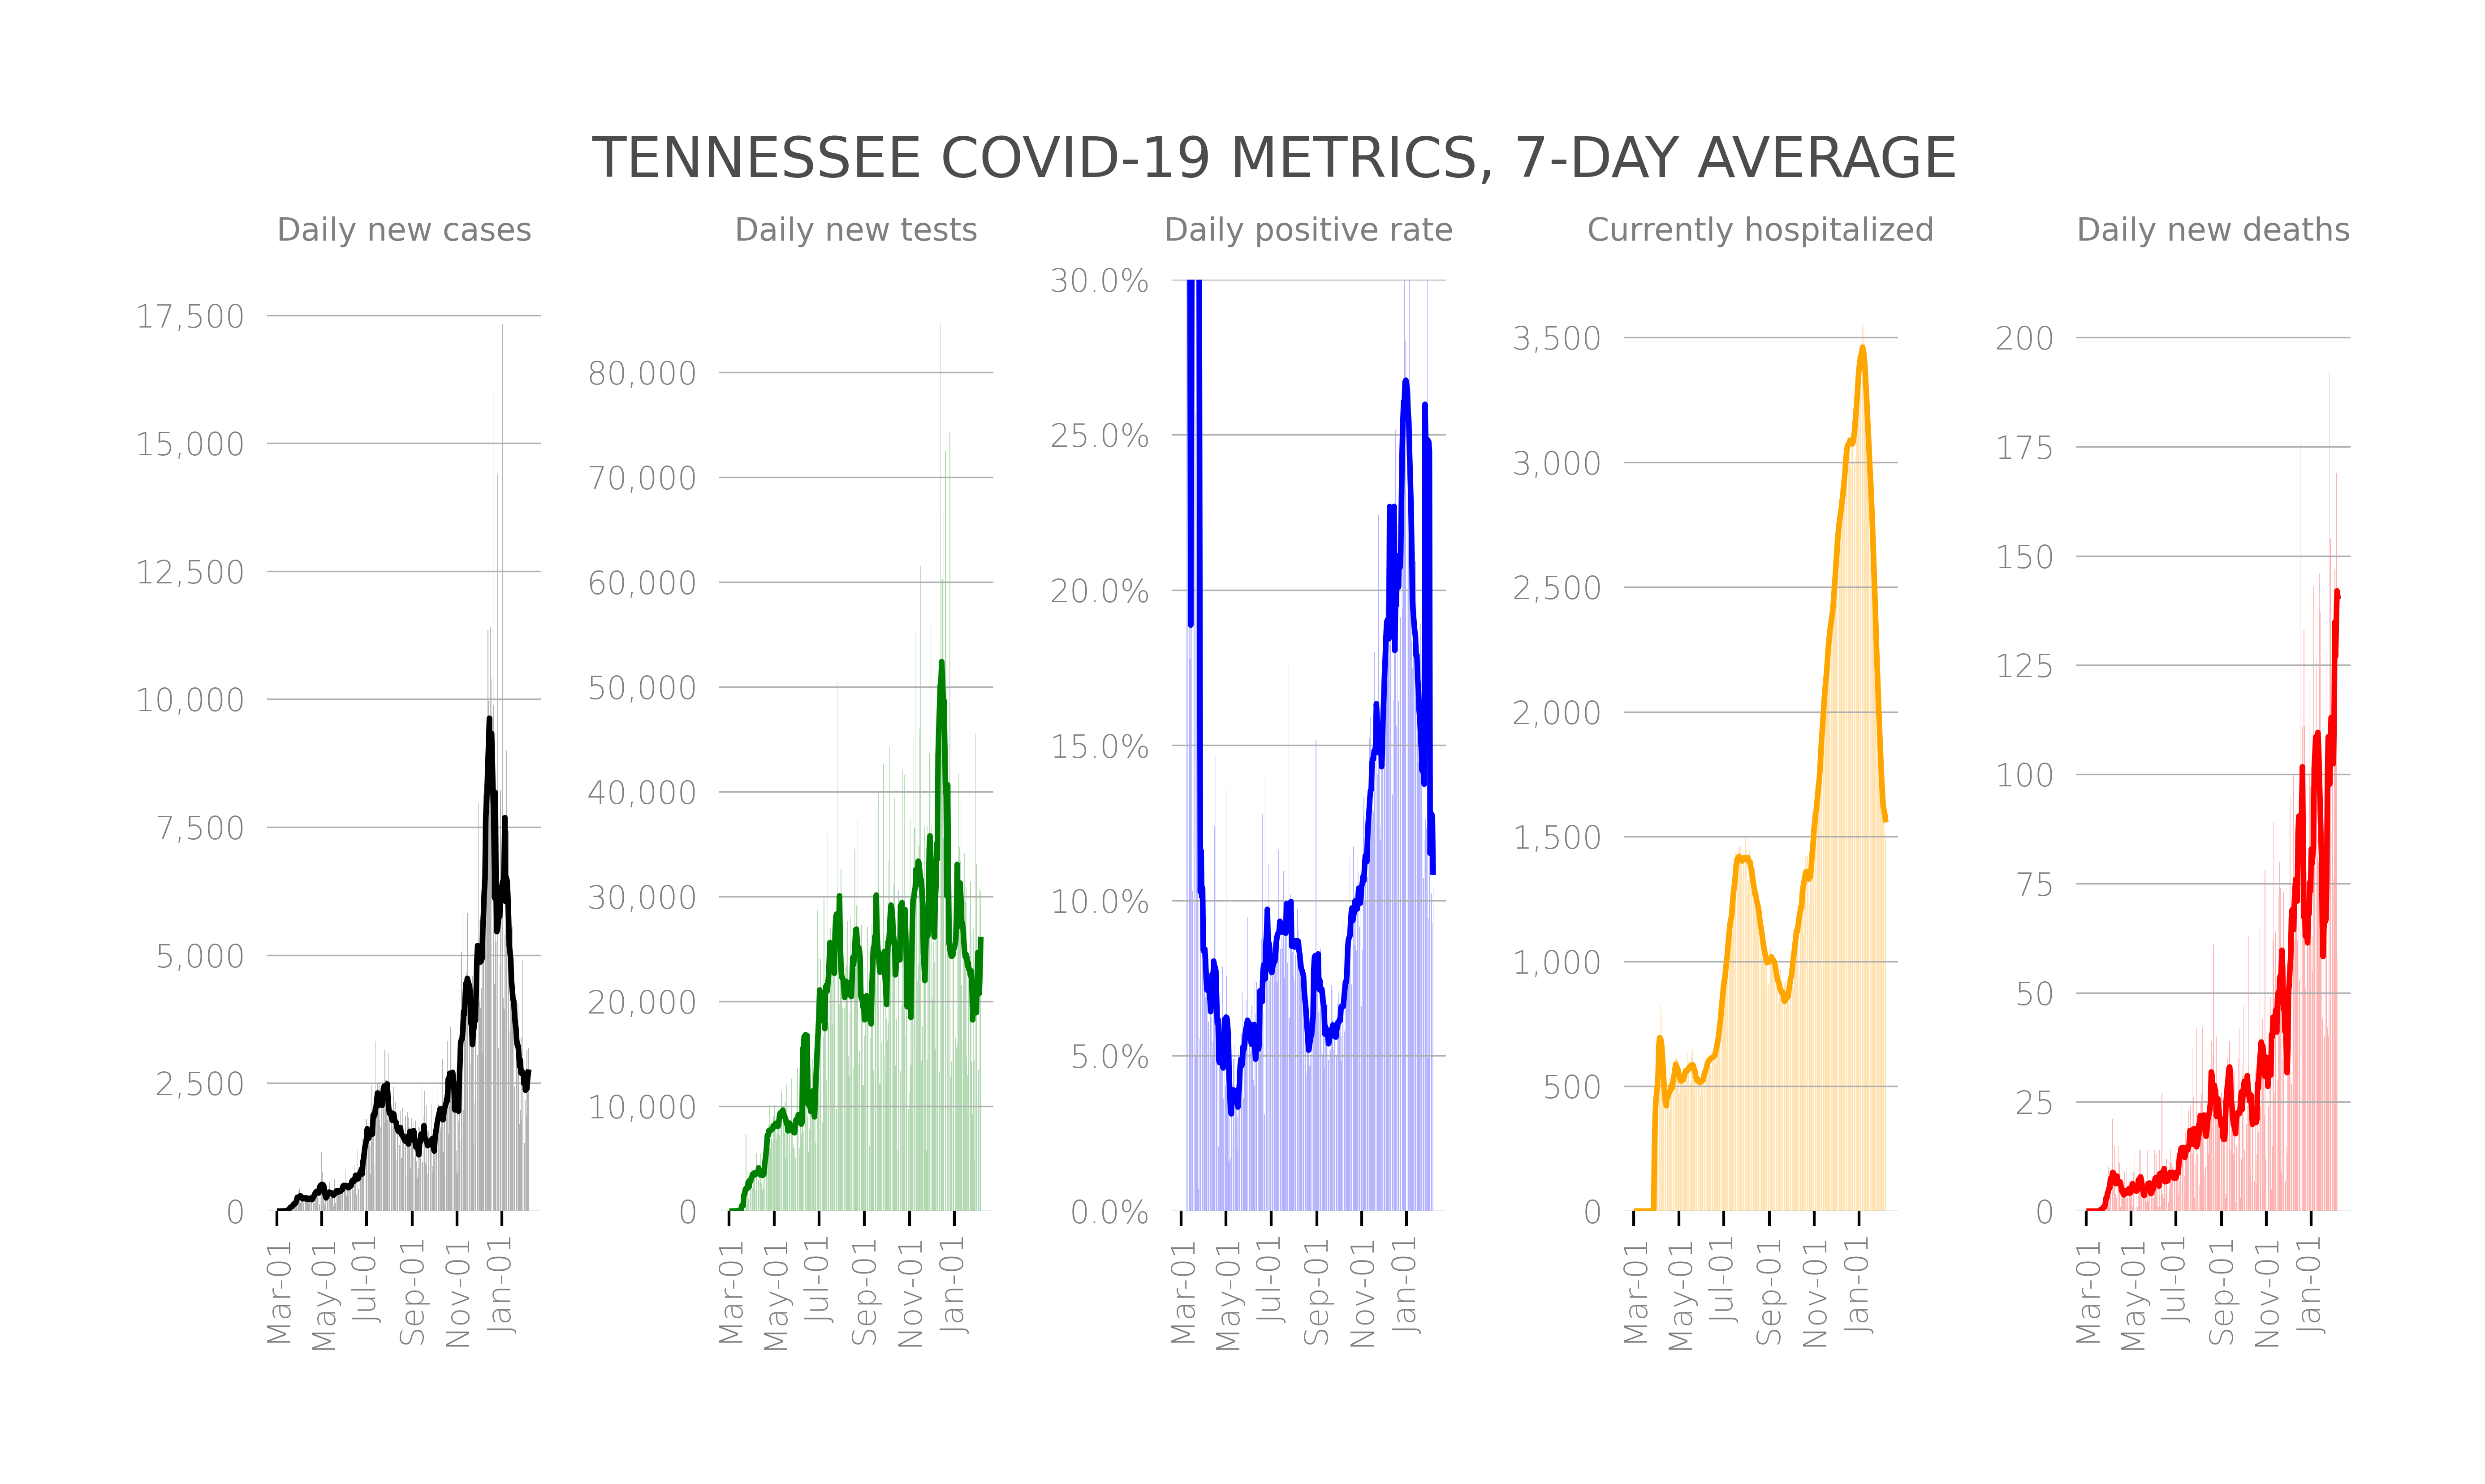 TENNESSEE COVID-19 METRICS, 7-DAY AVERAGE
Daily new cases
17,500
15,000
12,500
10,000
7,500
5,000
2,500
0
Mar-01
May-01
Jul-01
Sep-01
Nov-01
Jan-01
Daily new tests
80,000
70,000
60,000
50,000
40,000
30,000
20,000
10,000
0
Mar-01
May-01
Jul-01
Sep-01
Nov-01
Jan-01
Daily positive rate
30.0%
25.0%
20.0%
15.0%
10.0%
5.0%
0.0%
Mar-01
May-01
Jul-01
Sep-01
Nov-01
Jan-01
Currently hospitalized
3,500
3,000
2,500
2,000
1,500
1,000
500
0
Mar-01
May-01
Jul-01
Sep-01
Nov-01
Jan-01
Daily new deaths
200
175
150
125
100
75
50
25
0
Mar-01
May-01
Jul-01
Sep-01
Nov-01
Jan-01